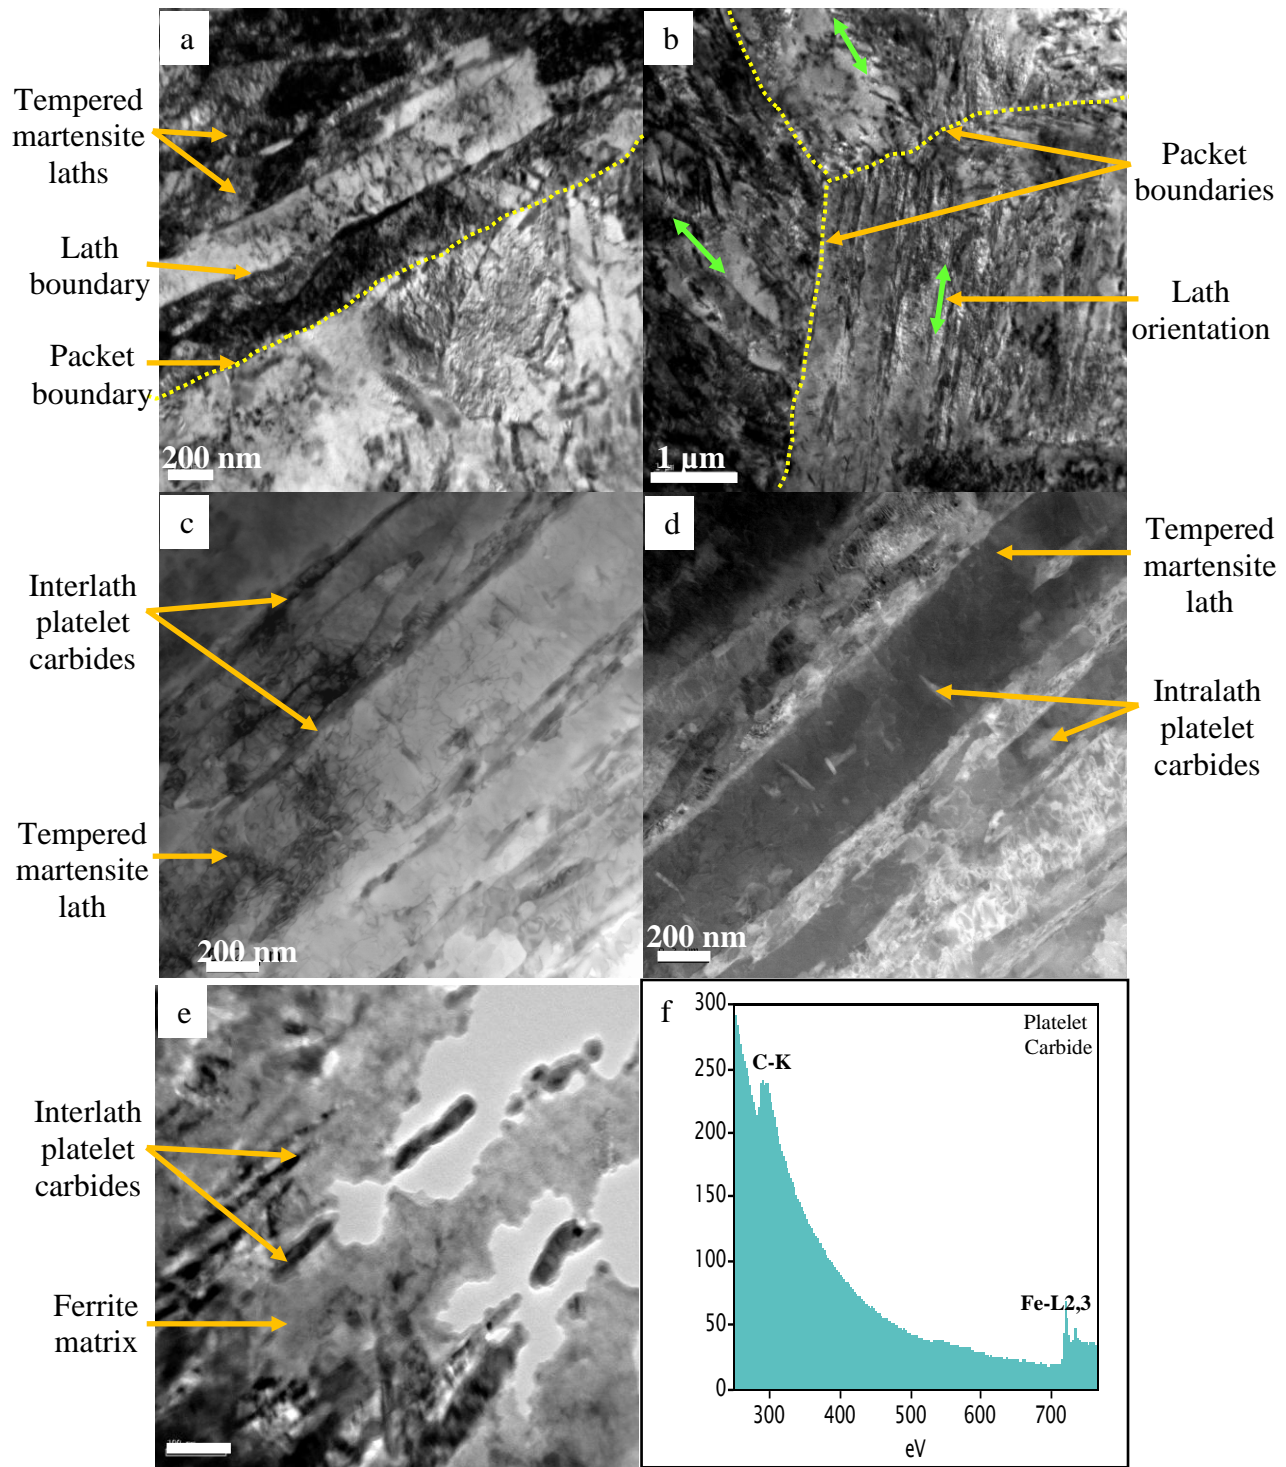 a
Tempered
martensite
laths
Lath
boundary
Packet
boundary
200 nm
b
Packet
boundaries
Lath
orientation
1 µm
c
Interlath
platelet
carbides
Tempered
martensite
lath
200 nm
d
Tempered
martensite
lath
Intralath
platelet
carbides
200 nm
e
Interlath
platelet
carbides
Ferrite
matrix
f
Platelet
Carbide
C-K
Fe-L2,3
300
250
200
150
100
50
0
300
400
500
600
700
eV